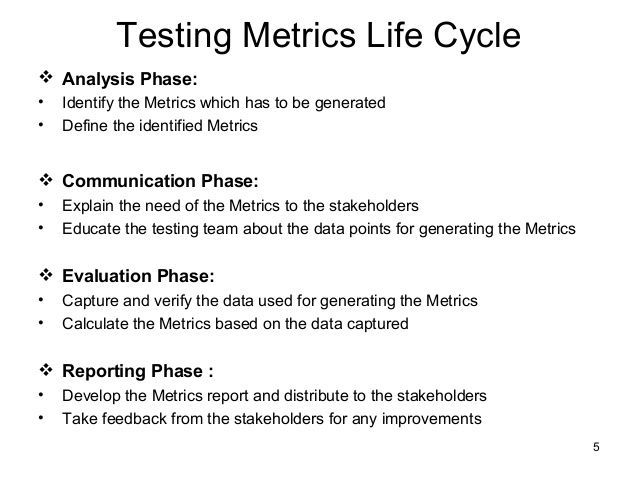 Testing Metrics Life Cycle
❖ Analysis Phase:
• Identify the Metrics which has to be generated
• Define the identified Metrics
❖ Communication Phase:
• Explain the need of the Metrics to the stakeholders
• Educate the testing team about the data points for generating the Metrics
❖ Evaluation Phase:
• Capture and verify the data used for generating the Metrics
• Calculate the Metrics based on the data captured
❖ Reporting Phase :
• Develop the Metrics report and distribute to the stakeholders
• Take feedback from the stakeholders for any improvements
5